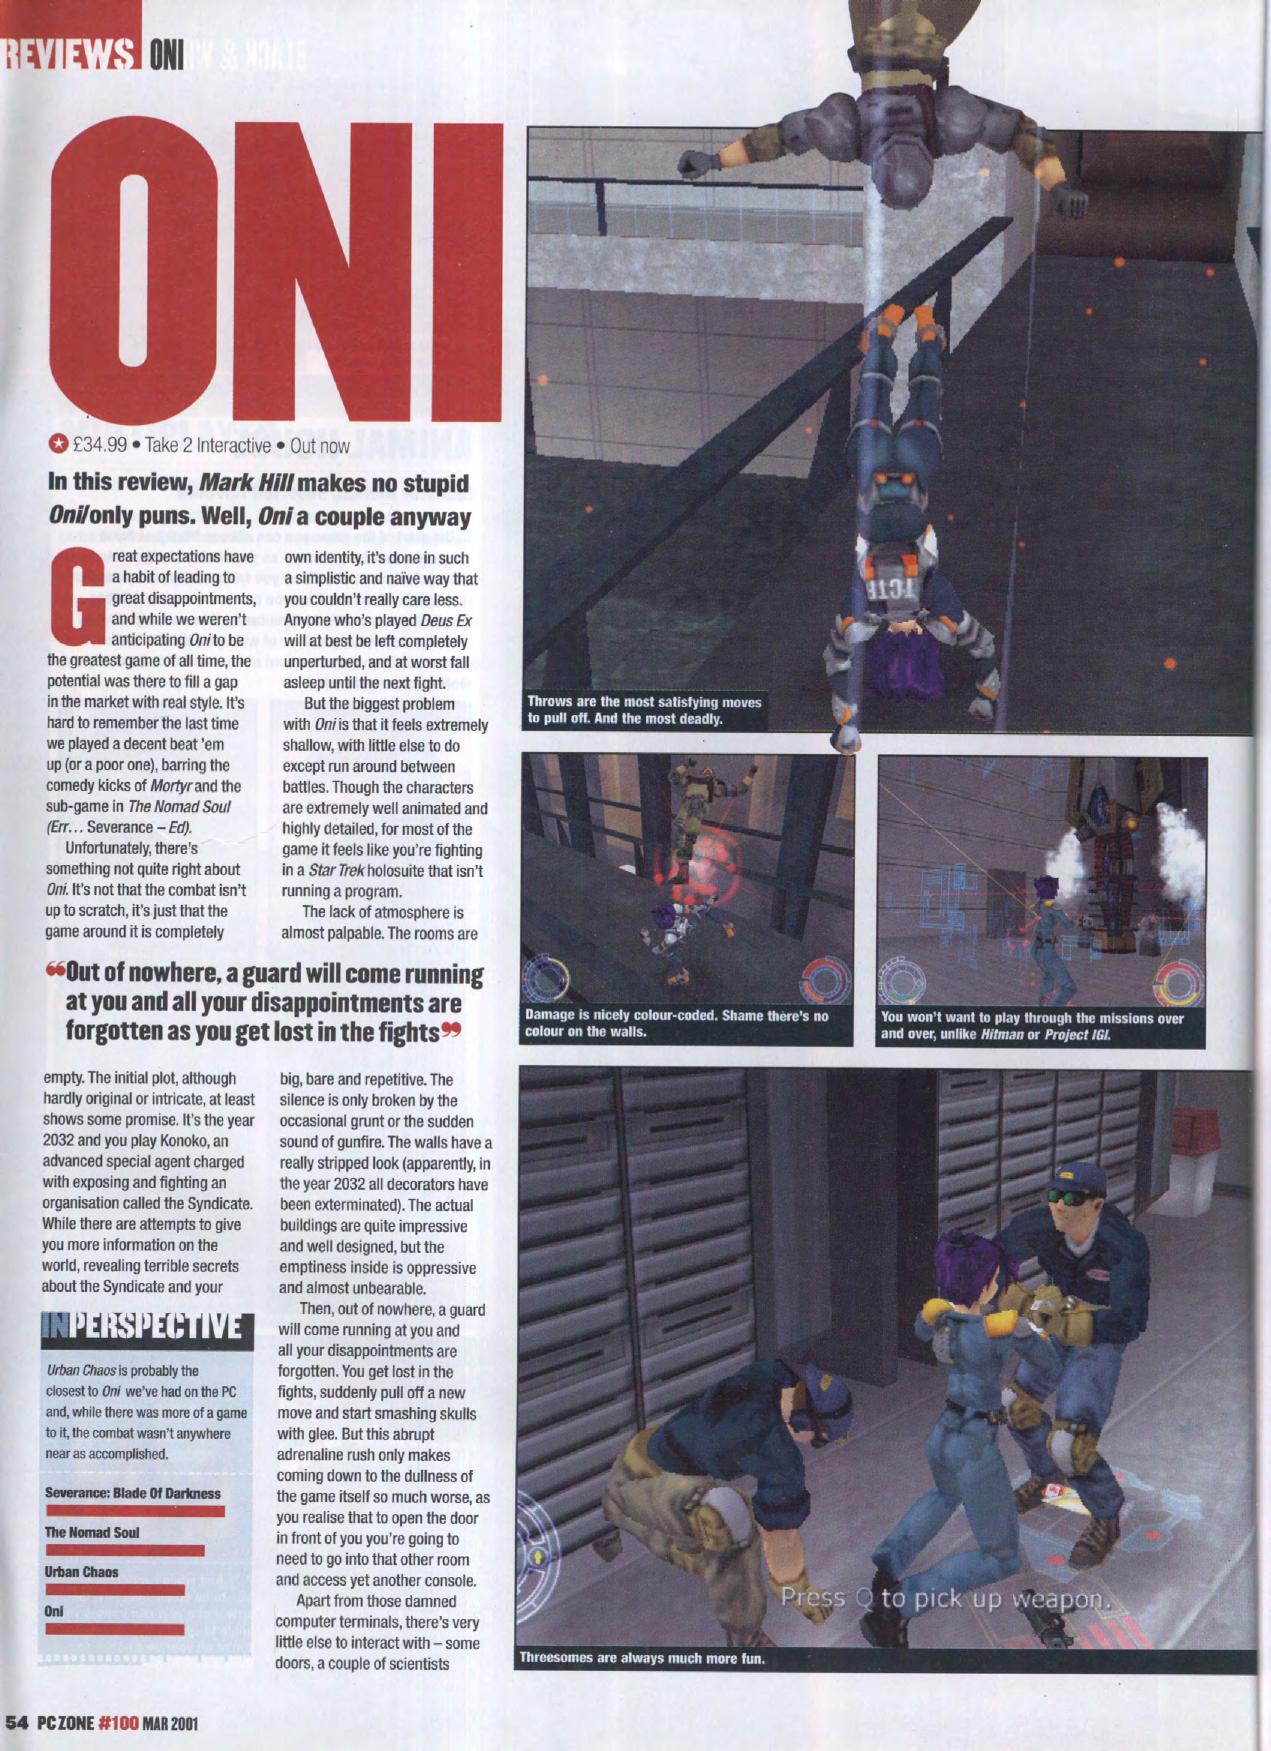 REVIEWS ONI
ONI
£34.99 • Take 2 Interactive • Out now
In this review, Mark Hill makes no stupid
Oni/only puns. Well, Oni a couple anyway
Great expectations have
a habit of leading to
great disappointments,
and while we weren't
anticipating Oni to be
the greatest game of all time, the
potential was there to fill a gap
in the market with real style. It's
hard to remember the last time
we played a decent beat 'em
up (or a poor one), barring the
comedy kicks of Mortyr and the
sub-game in The Nomad Soul
(Err... Severance – Ed).
Unfortunately, there's
something not quite right about
Oni. It's not that the combat isn't
up to scratch, it's just that the
game around it is completely
“Out of nowhere, a guard will come running
at you and all your disappointments are
forgotten as you get lost in the fights”
empty. The initial plot, although
hardly original or intricate, at least
shows some promise. It's the year
2032 and you play Konoko, an
advanced special agent charged
with exposing and fighting an
organisation called the Syndicate.
While there are attempts to give
you more information on the
world, revealing terrible secrets
about the Syndicate and your
own identity, it's done in such
a simplistic and naïve way that
you couldn't really care less.
Anyone who's played Deus Ex
will at best be left completely
unperturbed, and at worst fall
asleep until the next fight.
But the biggest problem
with Oni is that it feels extremely
shallow, with little else to do
except run around between
battles. Though the characters
are extremely well animated and
highly detailed, for most of the
game it feels like you're fighting
in a Star Trek holosuite that isn't
running a program.
The lack of atmosphere is
almost palpable. The rooms are
big, bare and repetitive. The
silence is only broken by the
occasional grunt or the sudden
sound of gunfire. The walls have a
really stripped look (apparently, in
the year 2032 all decorators have
been exterminated). The actual
buildings are quite impressive
and well designed, but the
emptiness inside is oppressive
and almost unbearable.
Then, out of nowhere, a guard
will come running at you and
all your disappointments are
forgotten. You get lost in the
fights, suddenly pull off a new
move and start smashing skulls
with glee. But this abrupt
adrenaline rush only makes
coming down to the dullness of
the game itself so much worse, as
you realise that to open the door
in front of you you're going to
need to go into that other room
and access yet another console.
Apart from those damned
computer terminals, there's very
little else to interact with – some
doors, a couple of scientists
INPERSPECTIVE
Urban Chaos is probably the
closest to Oni we've had on the PC
and, while there was more of a game
to it, the combat wasn't anywhere
near as accomplished.
Severance: Blade Of Darkness
The Nomad Soul
Urban Chaos
Oni
TCTF
Throws are the most satisfying moves
to pull off. And the most deadly.
Damage is nicely colour-coded. Shame there's no
colour on the walls.
You won't want to play through the missions over
and over, unlike Hitman or Project IGI.
Press Q to pick up weapon.
Threesomes are always much more fun.
54 PCZONE #100 MAR 2001